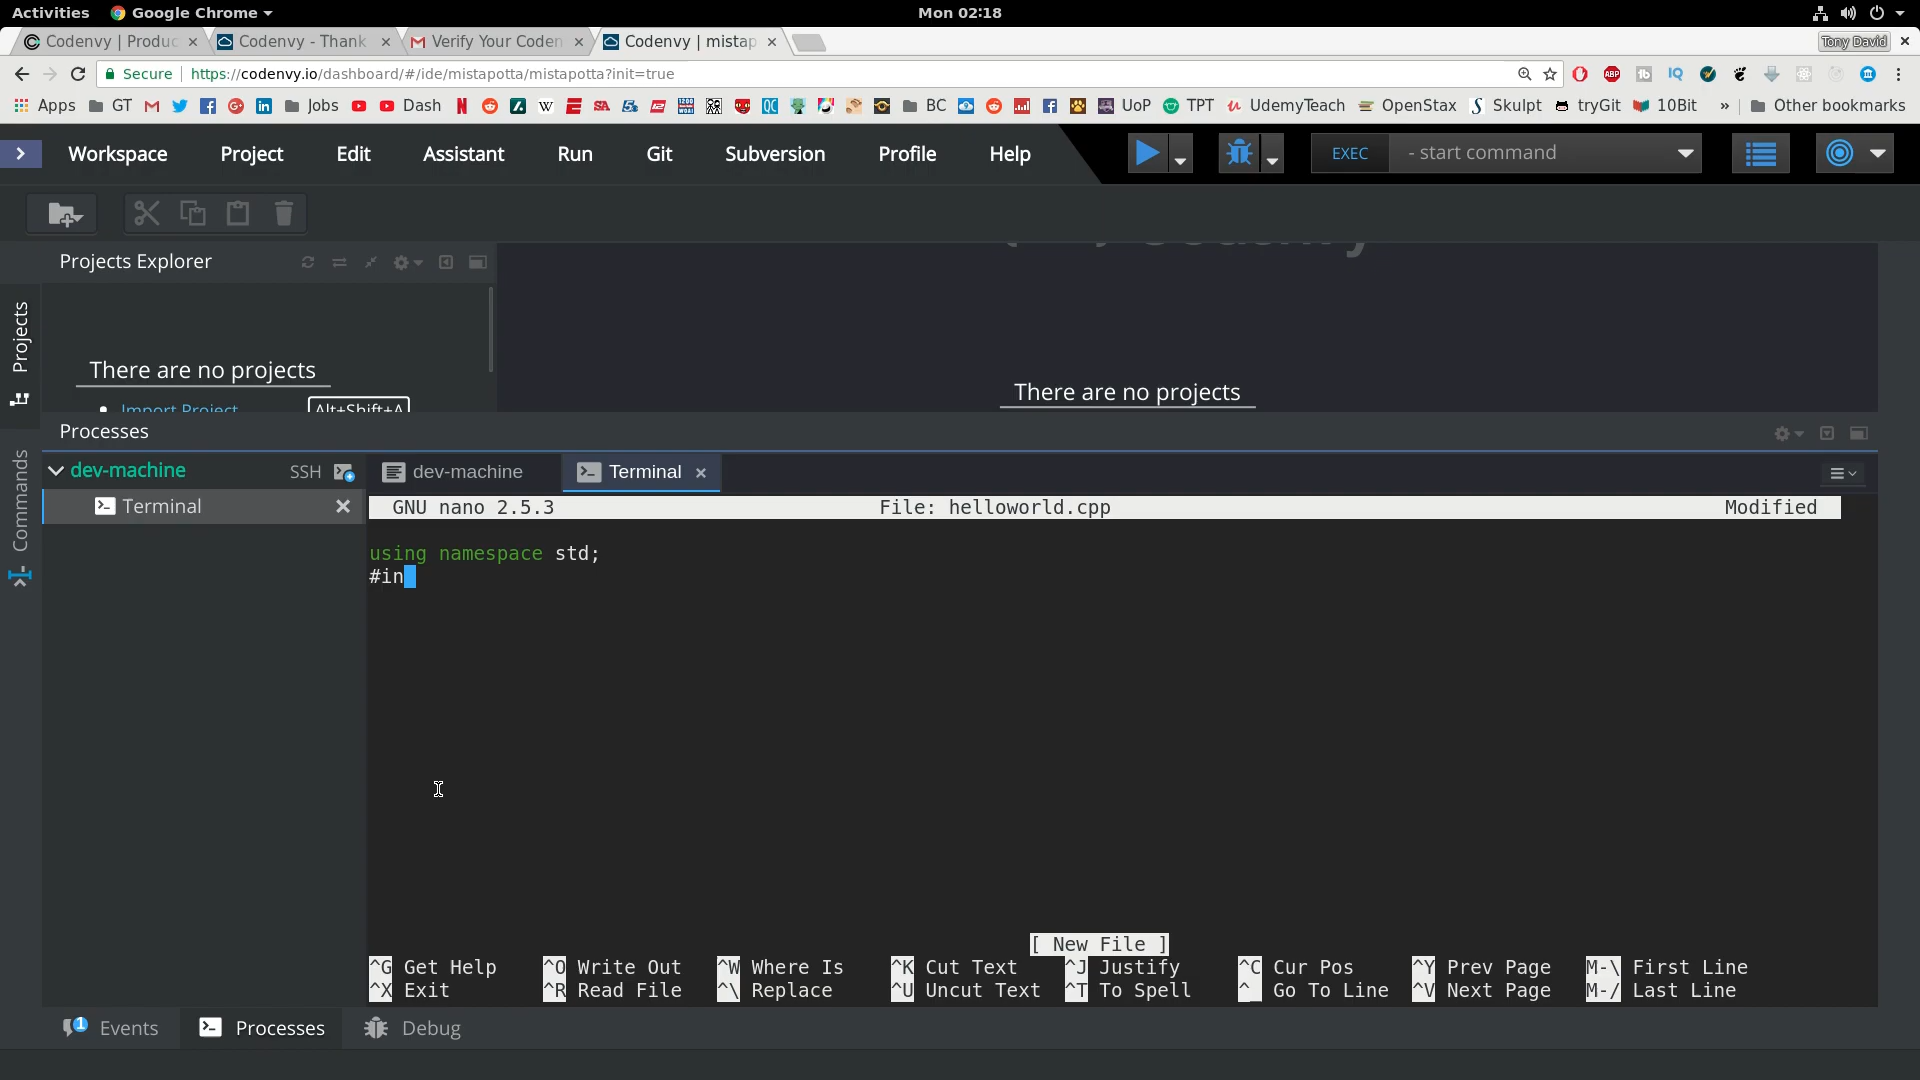 Activities Google Chrome Mon 02:18
Codenvy | Produc Codenvy - Thank Verify Your Coden Codenvy | mistap Tony David
Secure https://codenvy.io/dashboard/#/ide/mistapotta/mistapotta?init=true
Apps GT Jobs Dash BC UoP TPT UdemyTeach OpenStax Skulpt tryGit 10Bit » Other bookmarks
Workspace Project Edit Assistant Run Git Subversion Profile Help EXEC - start command
Projects Explorer
Projects
There are no projects
There are no projects
Import Project Alt+Shift+A
Processes
Commands
dev-machine SSH dev-machine Terminal
Terminal
GNU nano 2.5.3 File: helloworld.cpp Modified
using namespace std;
#in
[ New File ]
^G Get Help ^O Write Out ^W Where Is ^K Cut Text ^J Justify ^C Cur Pos ^Y Prev Page M-\ First Line
^X Exit ^R Read File ^\ Replace ^U Uncut Text ^T To Spell ^_ Go To Line ^V Next Page M-/ Last Line
1 Events Processes Debug